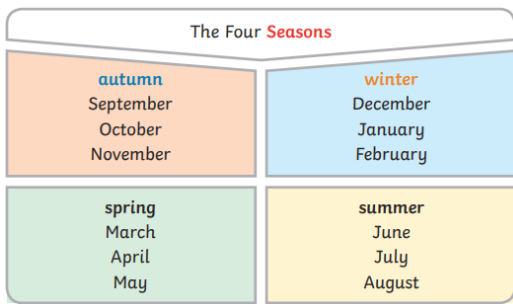 The Four Seasons
autumn
September
October
November
winter
December
January
February
spring
March
April
May
summer
June
July
August